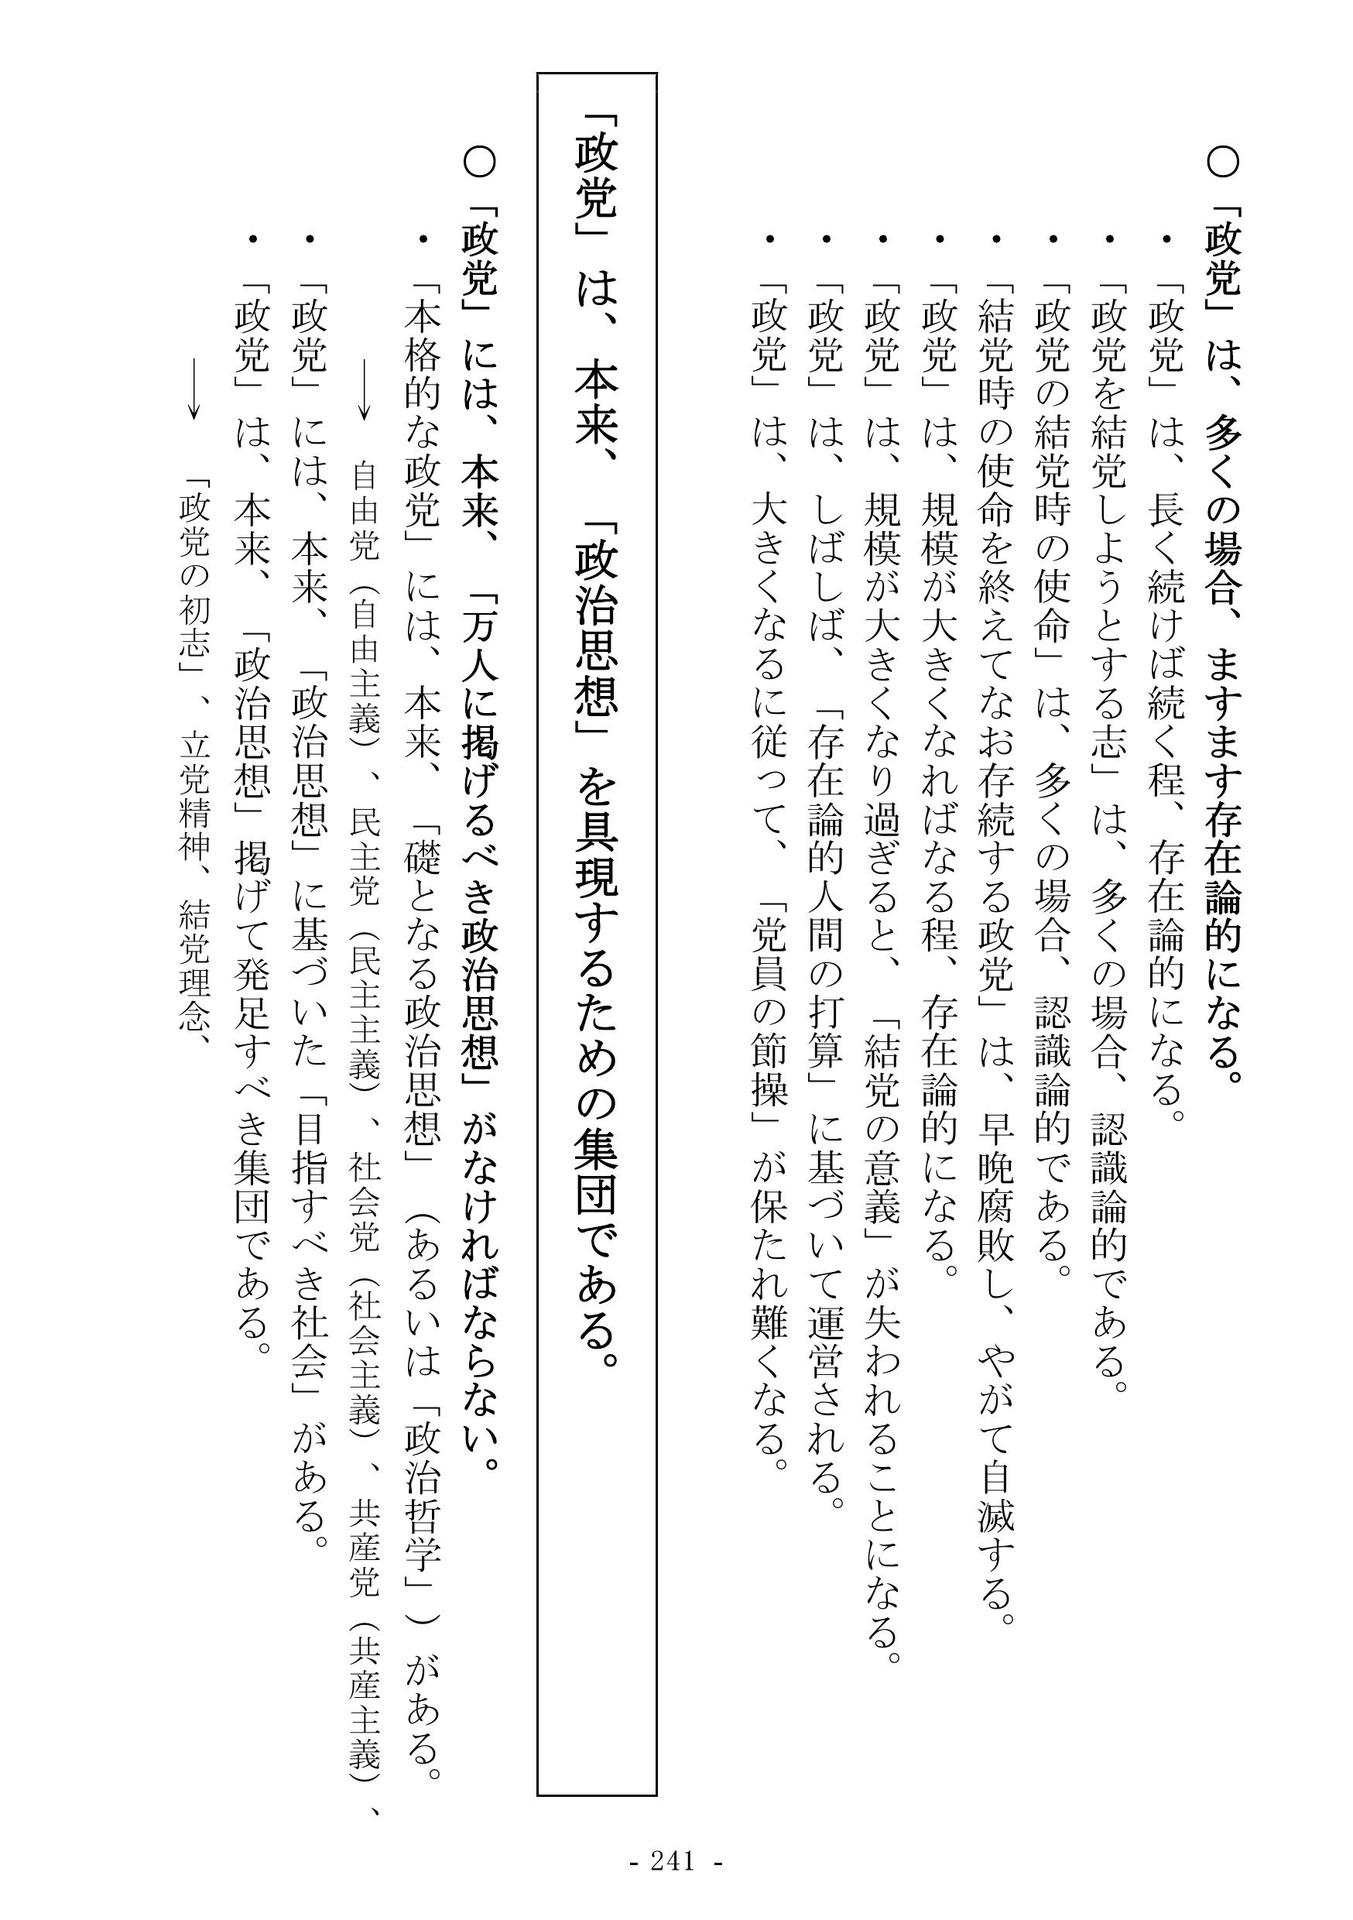 ○「政党」は、多くの場合、ますます存在論的になる。
・「政党」は、長く続けば続く程、存在論的になる。
・「政党を結党しようとする志」は、多くの場合、認識論的である。
・「政党の結党時の使命」は、多くの場合、認識論的である。
・「結党時の使命を終えてなお存続する政党」は、早晩腐敗し、やがて自滅する。
・「政党」は、規模が大きくなればなる程、存在論的になる。
・「政党」は、規模が大きくなり過ぎると、「結党の意義」が失われることになる。
・「政党」は、しばしば、「存在論的人間の打算」に基づいて運営される。
・「政党」は、大きくなるに従って、「党員の節操」が保たれ難くなる。
「政党」は、本来、「政治思想」を具現するための集団である。
○「政党」には、本来、「万人に掲げるべき政治思想」がなければならない。
・「本格的な政党」には、本来、「礎となる政治思想」（あるいは「政治哲学」）がある。
→ 自由党（自由主義）、民主党（民主主義）、社会党（社会主義）、共産党（共産主義）、
・「政党」には、本来、「政治思想」に基づいた「目指すべき社会」がある。
・「政党」は、本来、「政治思想」掲げて発足すべき集団である。
→ 「政党の初志」、立党精神、結党理念、
- 241 -